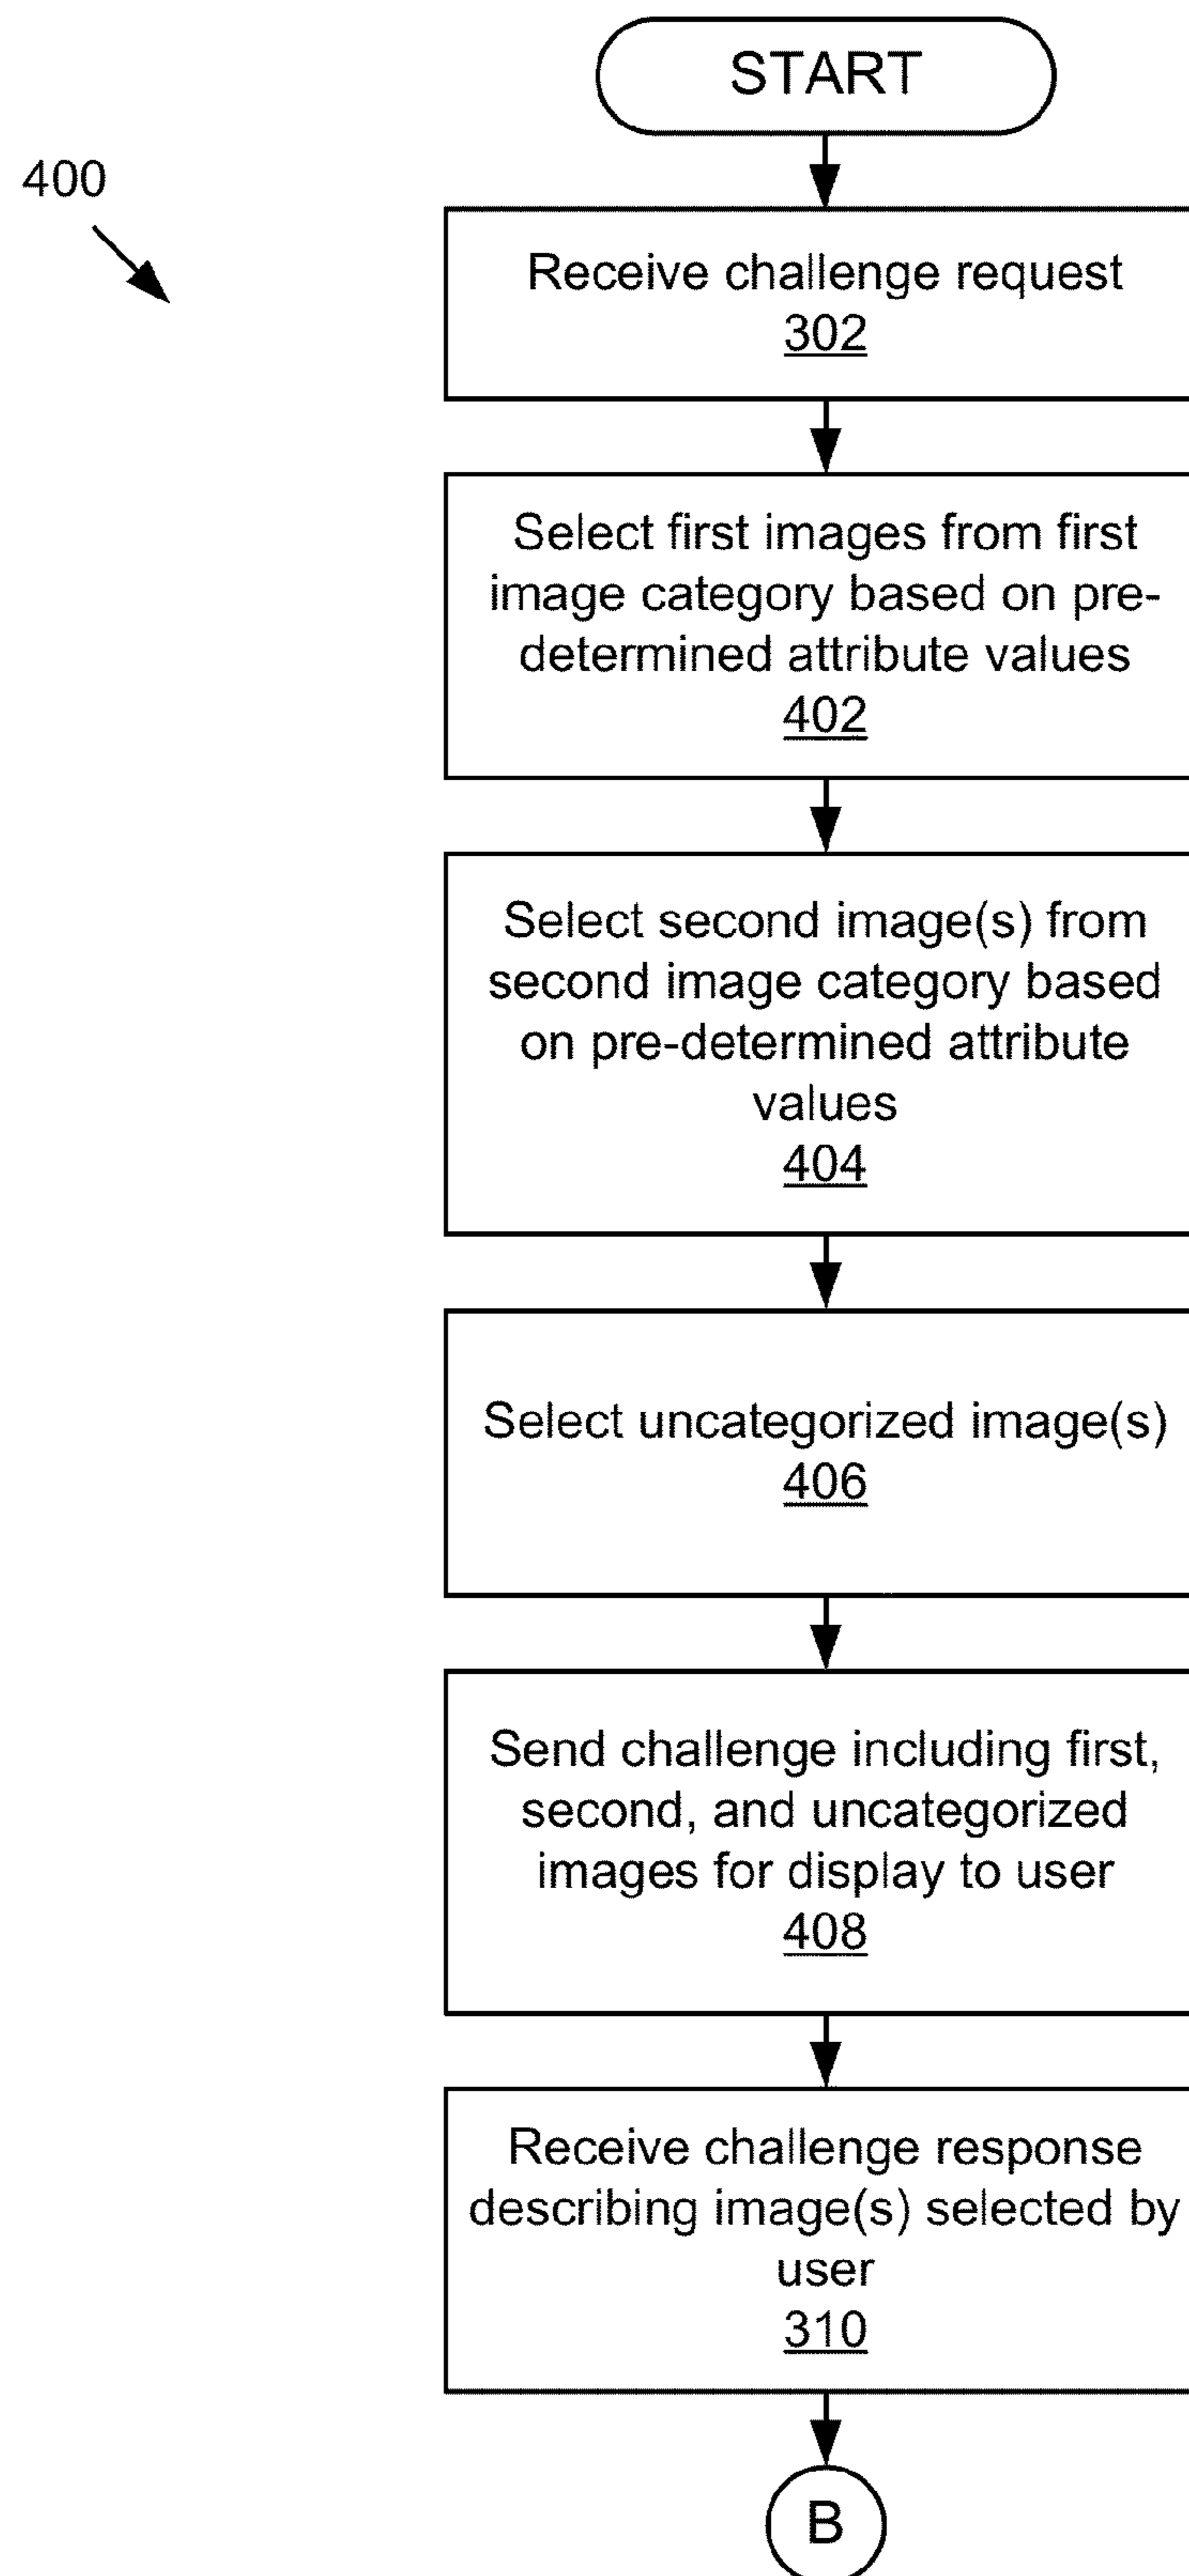 START
400
Receive challenge request
302
Select first images from first
image category based on pre-
determined attribute values
402
Select second image(s) from
second image category based
on pre-determined attribute
values
404
Select uncategorized image(s)
406
Send challenge including first,
second, and uncategorized
images for display to user
408
Receive challenge response
describing image(s) selected by
user
310
B